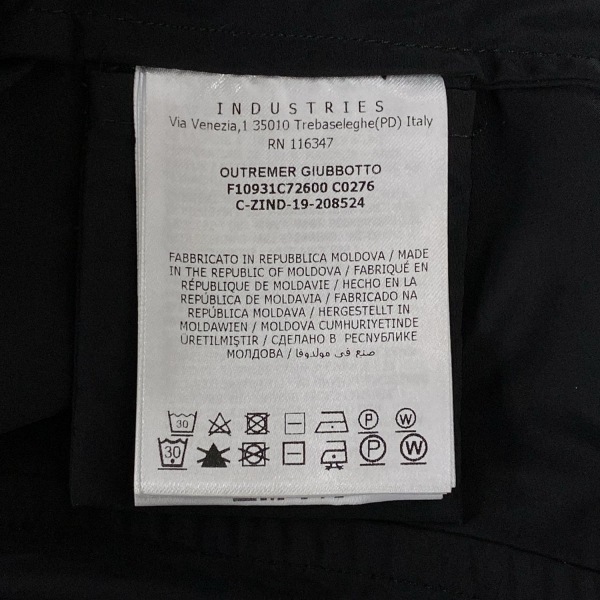 INDUSTRIES
Via Venezia,1 35010 Trebaseleghe(PD) Italy
RN 116347
OUTREMER GIUBBOTTO
F10931C72600 C0276
C-ZIND-19-208524
FABBRICATO IN REPUBBLICA MOLDOVA / MADE
IN THE REPUBLIC OF MOLDOVA / FABRIQUÉ EN
RÉPUBLIQUE DE MOLDAVIE / HECHO EN LA
REPÚBLICA DE MOLDAVIA / FABRICADO NA
REPÚBLICA MOLDAVA / HERGESTELLT IN
MOLDAWIEN / MOLDOVA CUMHURIYETINDE
ÜRETILMIŞTIR / СДЕЛАНО В РЕСПУБЛИКЕ
МОЛДОВА / صنع في مولدوفا
30 P W
30 P W